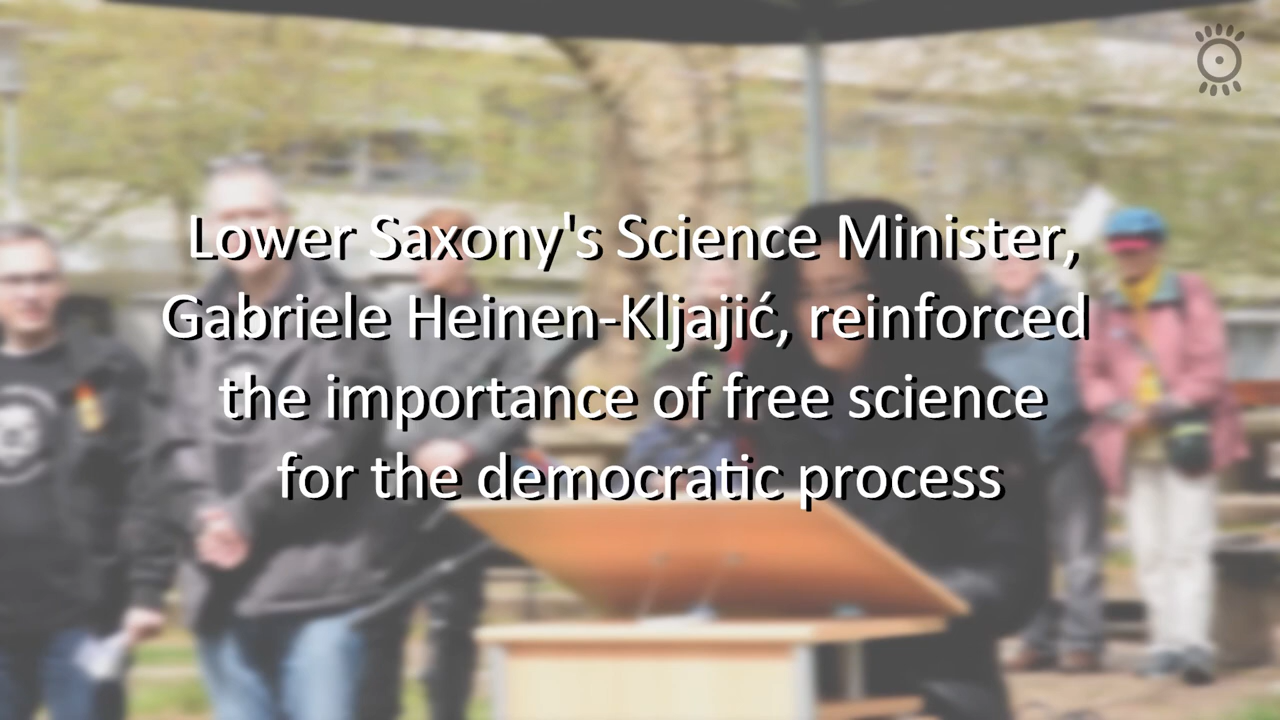 Lower Saxony's Science Minister,
Gabriele Heinen-Kljajić, reinforced
the importance of free science
for the democratic process